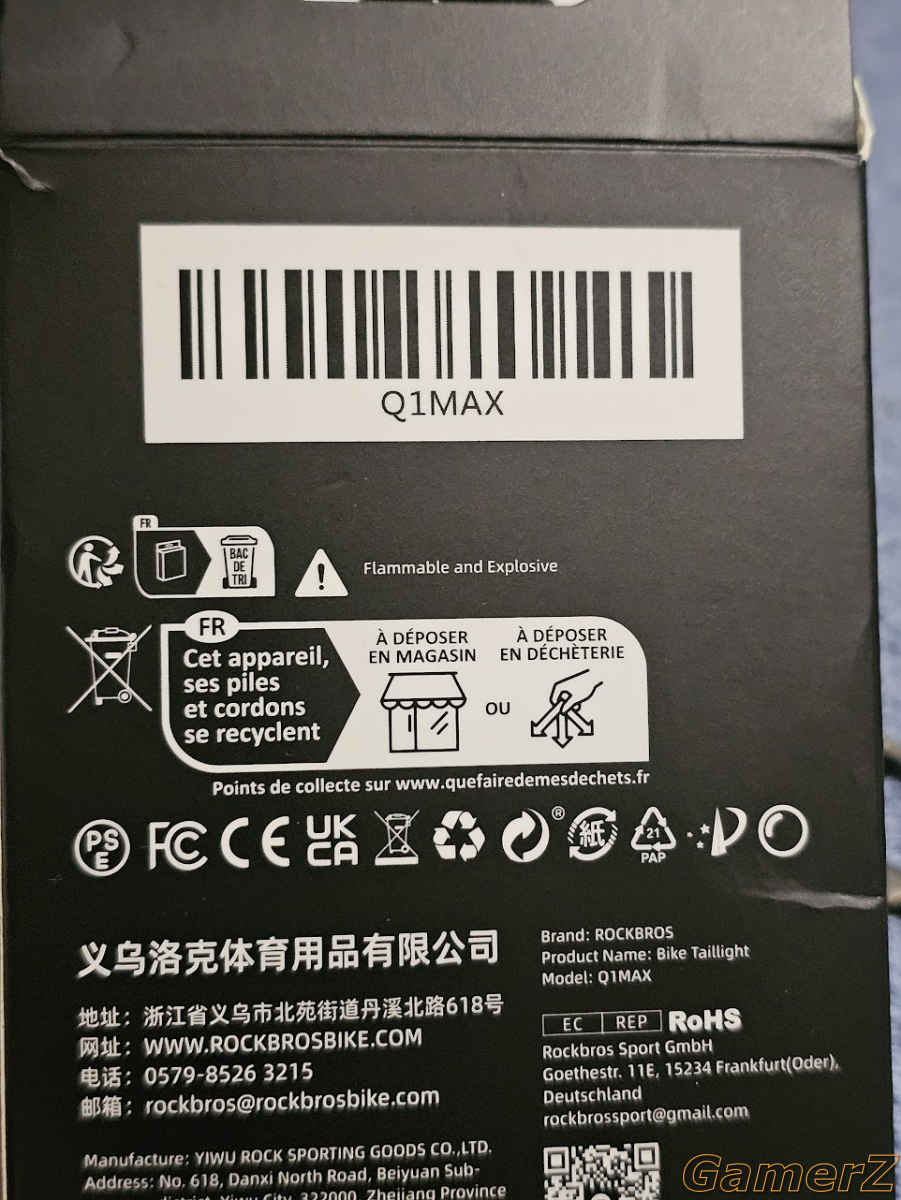 Q1MAX
FR
BAC
DE
TRI
Flammable and Explosive
FR
Cet appareil,
ses piles
et cordons
se recyclent
À DÉPOSER
EN MAGASIN
OU
À DÉPOSER
EN DÉCHÈTERIE
Points de collecte sur www.quefairedemesdechets.fr
PS
E
FC
CE
UK
CA
®
紙
21
PAP
义乌洛克体育用品有限公司
地址：浙江省义乌市北苑街道丹溪北路618号
网址：WWW.ROCKBROSBIKE.COM
电话：0579-8526 3215
邮箱：rockbros@rockbrosbike.com
Manufacture: YIWU ROCK SPORTING GOODS CO.,LTD.
Address: No. 618, Danxi North Road, Beiyuan Sub-
district, Yiwu City, 322000, Zhejiang Province
Brand: ROCKBROS
Product Name: Bike Taillight
Model: Q1MAX
EC REP RoHS
Rockbros Sport GmbH
Goethestr. 11E, 15234 Frankfurt(Oder),
Deutschland
rockbrossport@gmail.com
GamerZ